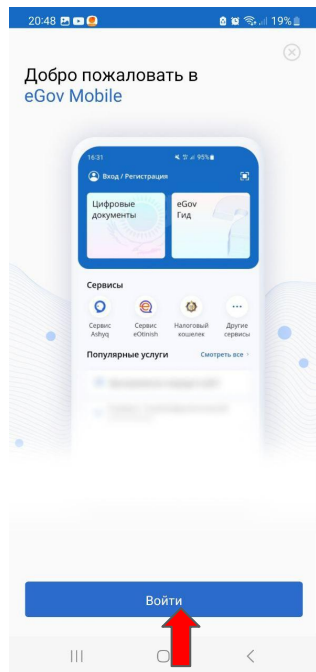 20:48 19%
Добро пожаловать в
eGov Mobile
16:31 95%
Вход / Регистрация
Цифровые
документы
eGov
Гид
Сервисы
Сервис
Ashyq
Сервис
eOtinish
Налоговый
кошелек
Другие
сервисы
Популярные услуги Смотреть все
Войти